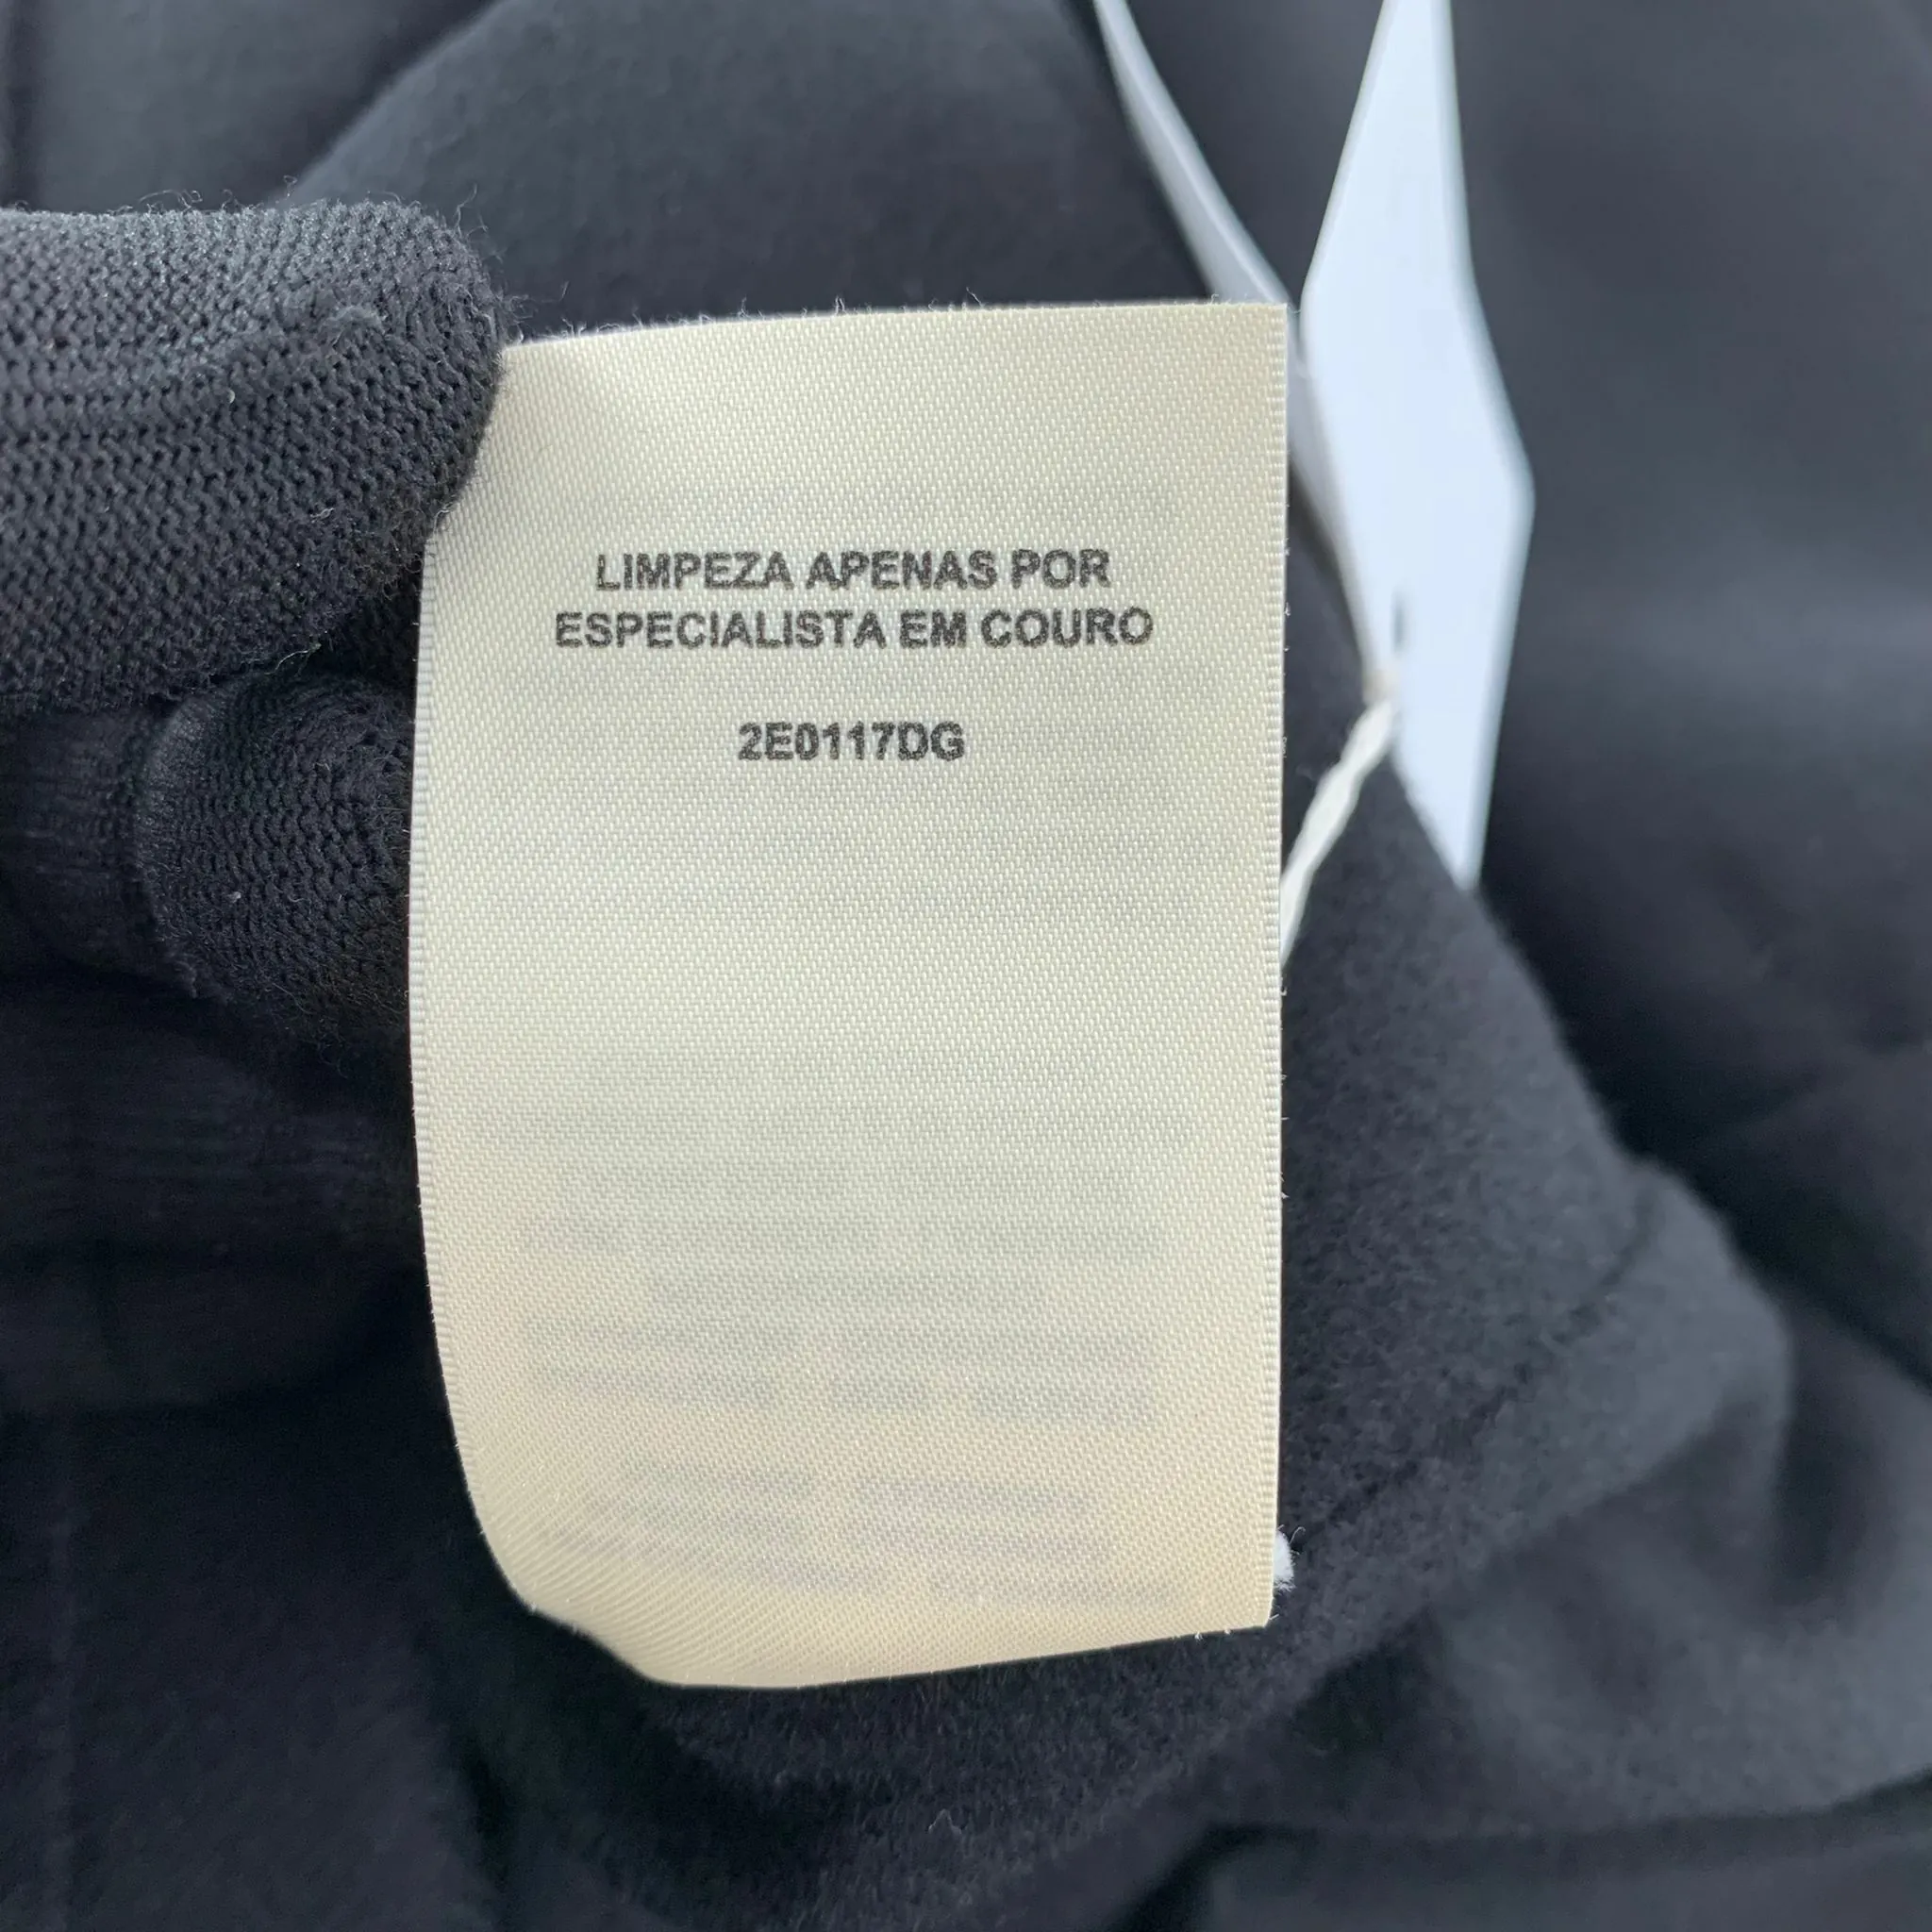 LIMPEZA APENAS POR
ESPECIALISTA EM COURO
2E0117DG